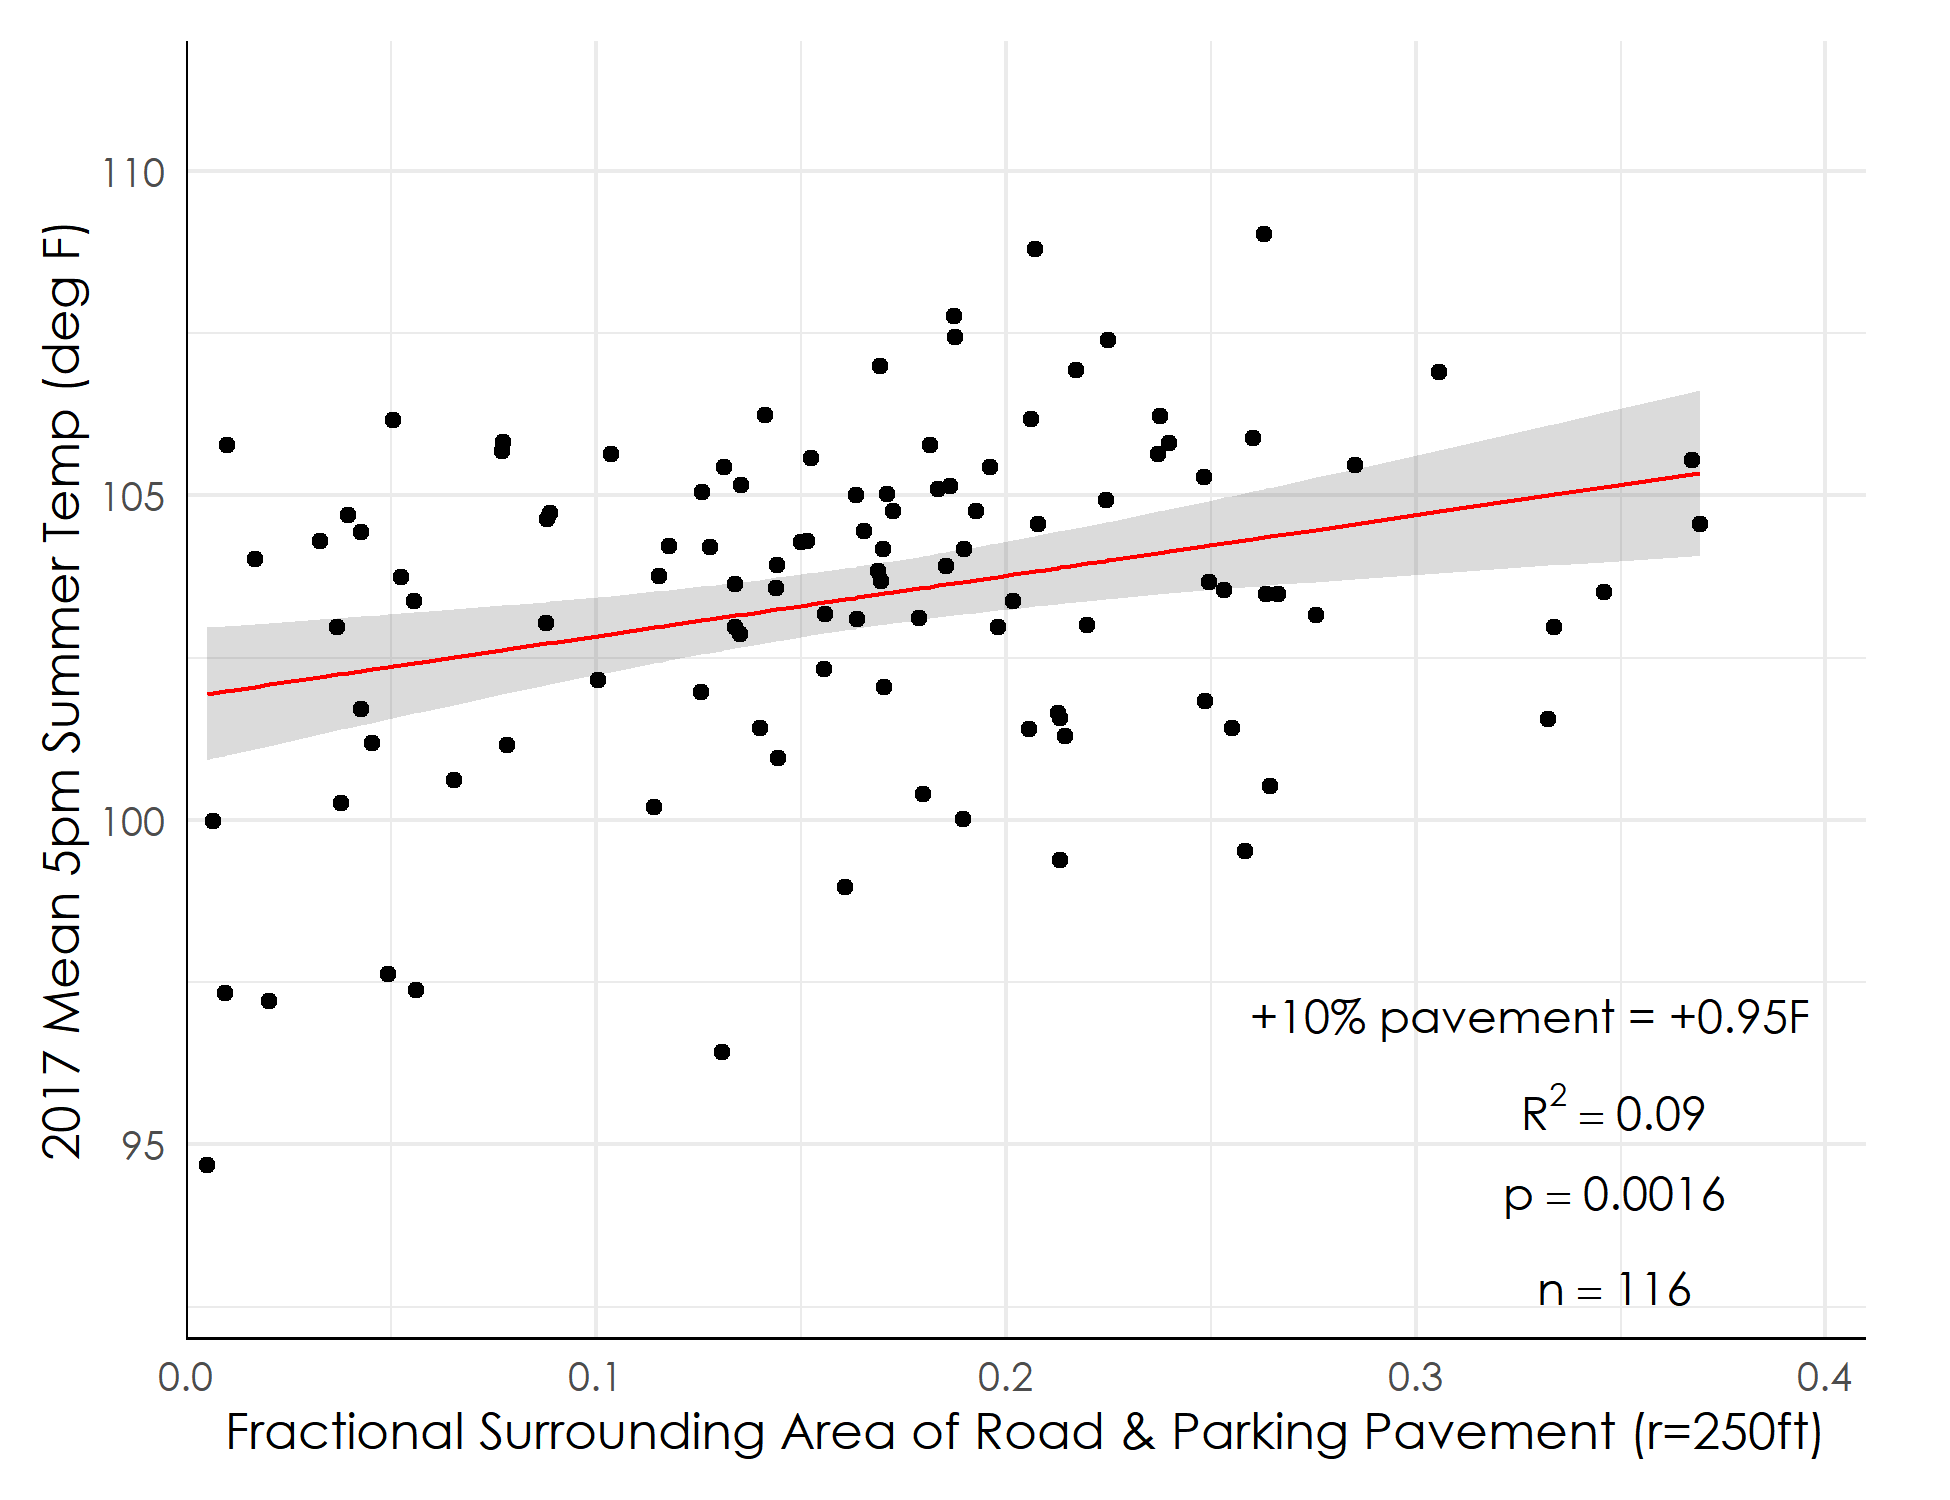 2017 Mean 5pm Summer Temp (deg F)
110
105
100
95
+10% pavement = +0.95F
R² = 0.09
p = 0.0016
n = 116
0.0 0.1 0.2 0.3 0.4
Fractional Surrounding Area of Road & Parking Pavement (r=250ft)